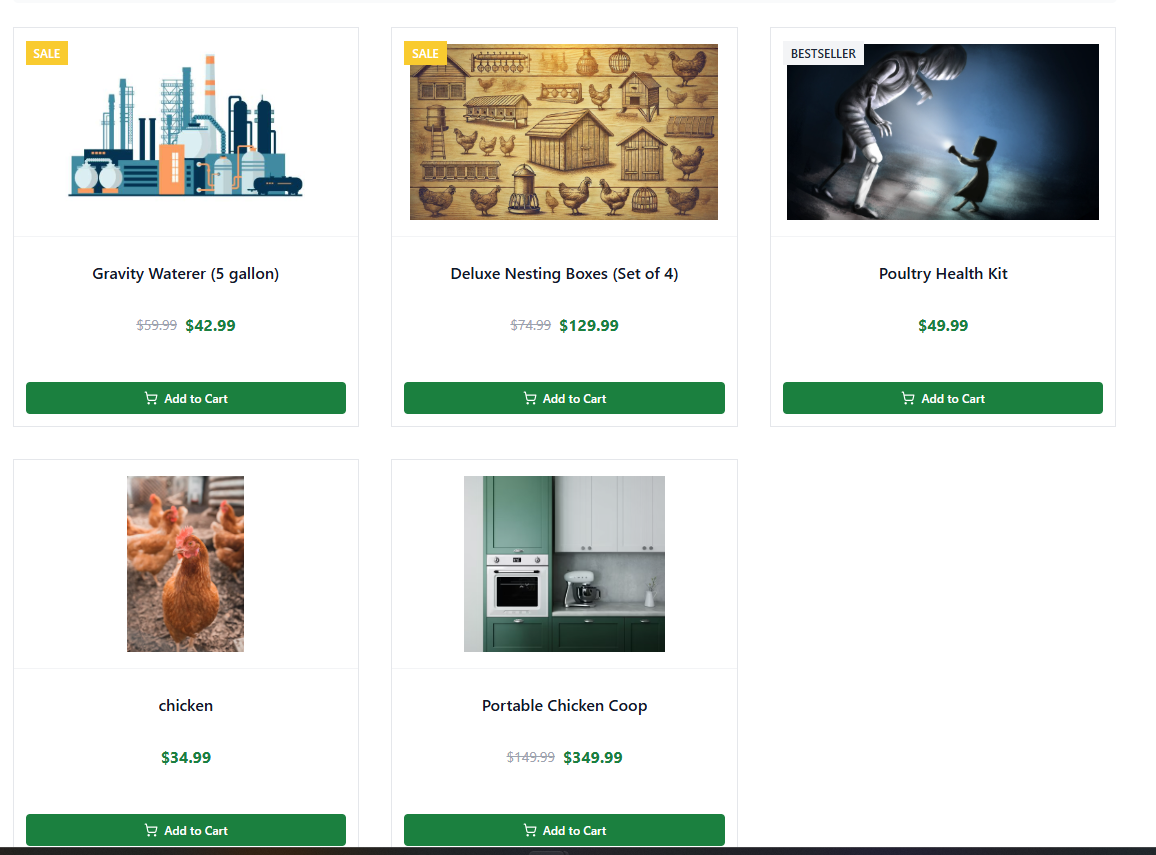 SALE
SALE
BESTSELLER
Gravity Waterer (5 gallon)
Deluxe Nesting Boxes (Set of 4)
Poultry Health Kit
$59.99 $42.99
$74.99 $129.99
$49.99
Add to Cart
Add to Cart
Add to Cart
chicken
Portable Chicken Coop
$34.99
$149.99 $349.99
Add to Cart
Add to Cart